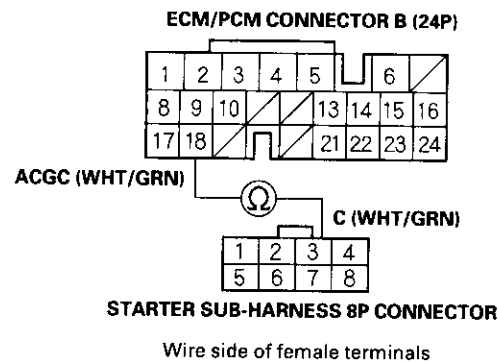 ECM/PCM CONNECTOR B (24P)
1 2 3 4 5 6
8 9 10 13 14 15 16
17 18 21 22 23 24
ACGC (WHT/GRN)
Ω
C (WHT/GRN)
1 2 3 4
5 6 7 8
STARTER SUB-HARNESS 8P CONNECTOR
Wire side of female terminals